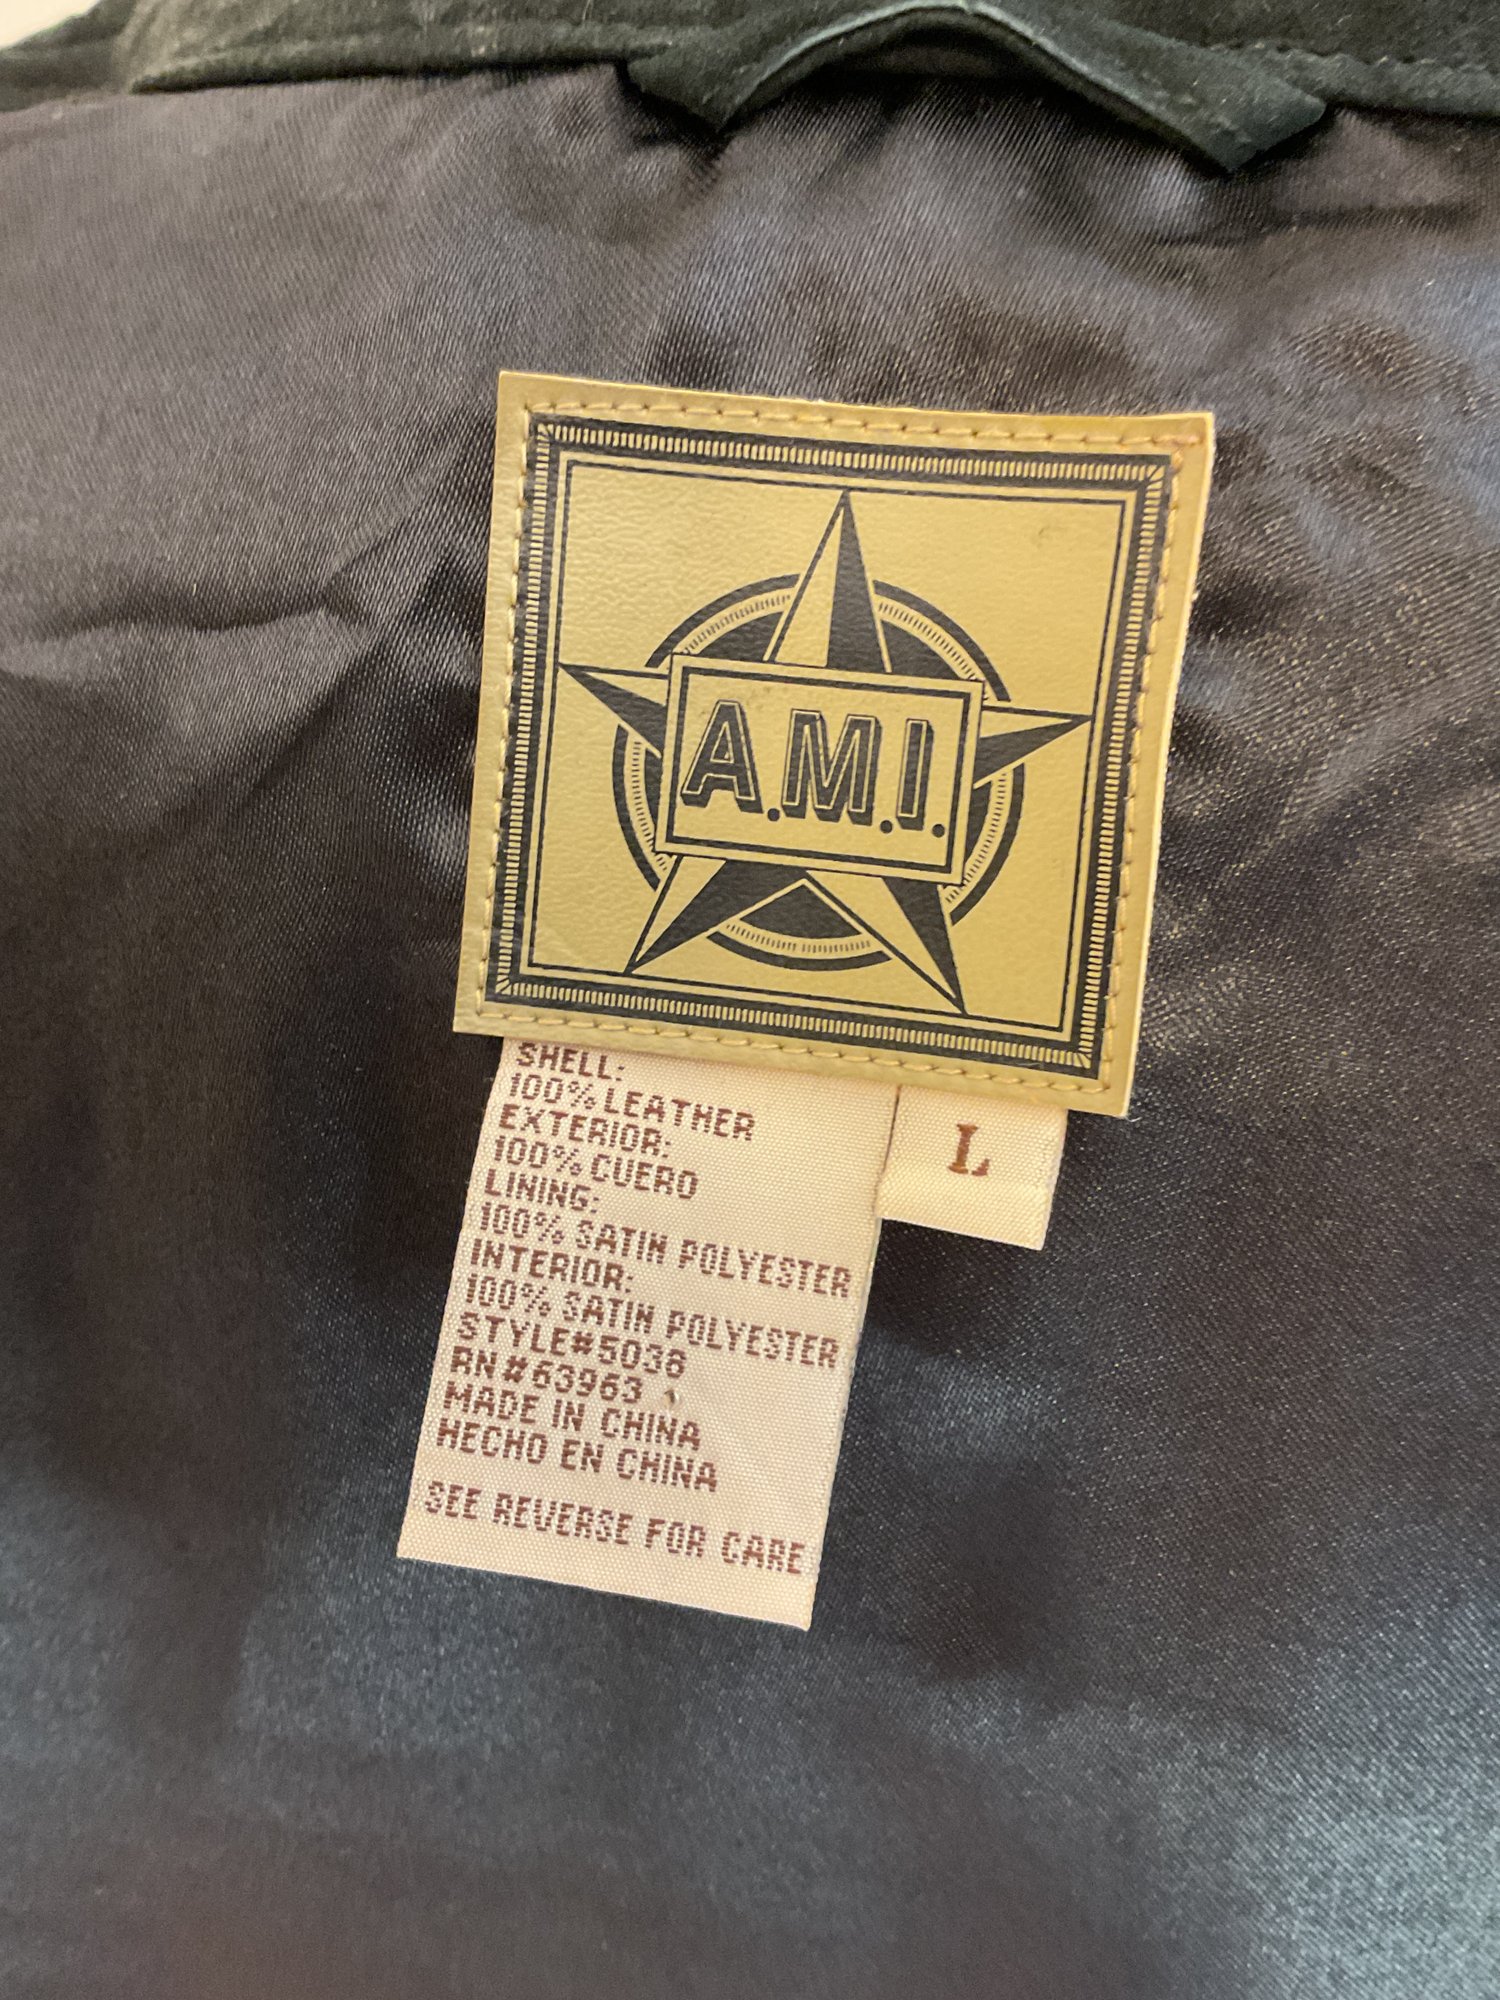 A.M.I.
SHELL:
100% LEATHER
EXTERIOR:
100% CUERO
LINING:
100% SATIN POLYESTER
INTERIOR:
100% SATIN POLYESTER
STYLE#5036
RN#63963
MADE IN CHINA
HECHO EN CHINA
SEE REVERSE FOR CARE
L